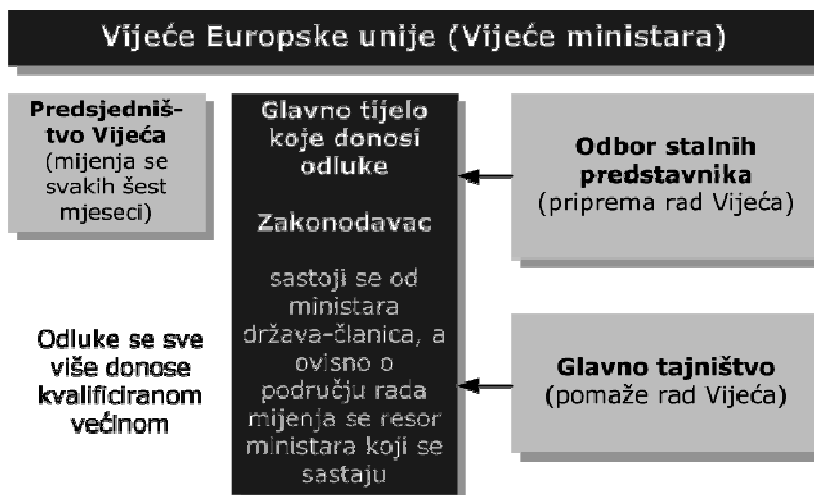 Vijeće Europske unije (Vijeće ministara)
Predsjedniš-
tvo Vijeća
(mijenja se
svakih šest
mjeseci)
Odluke se sve
više donose
kvalificiranom
većinom
Glavno tijelo
koje donosi
odluke
Zakonodavac
sastoji se od
ministara
država-članica, a
ovisno o
području rada
mijenja se resor
ministara koji se
sastaju
Odbor stalnih
predstavnika
(priprema rad Vijeća)
Glavno tajništvo
(pomaže rad Vijeća)